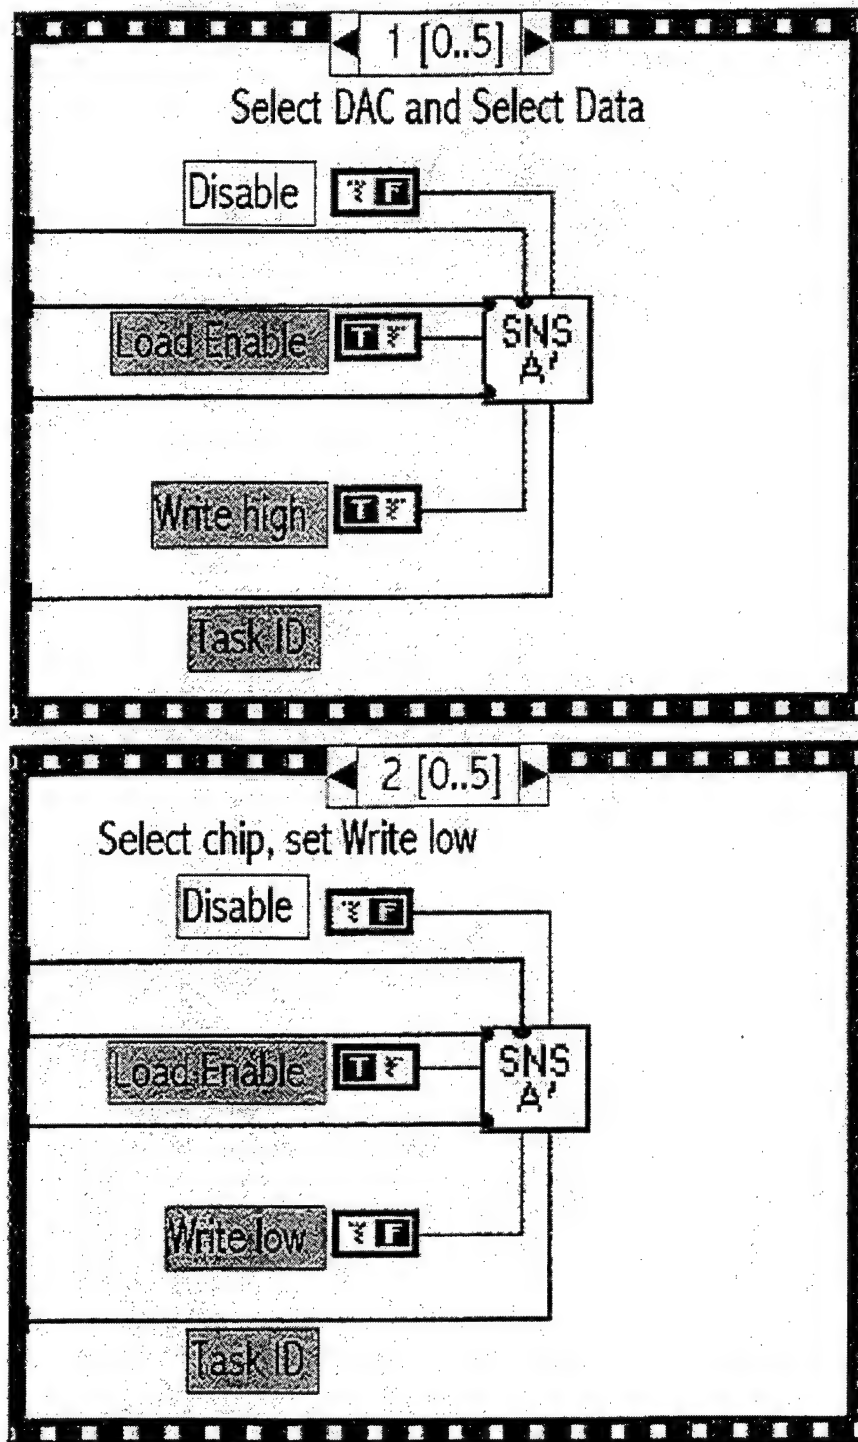 1 [0..5]
Select DAC and Select Data
Disable
F
SNS
Load Enable
T
A'
Write high
T
Task ID
2 [0..5]
Select chip, set Write low
Disable
F
SNS
Load Enable
T
A'
Write low
F
Task ID